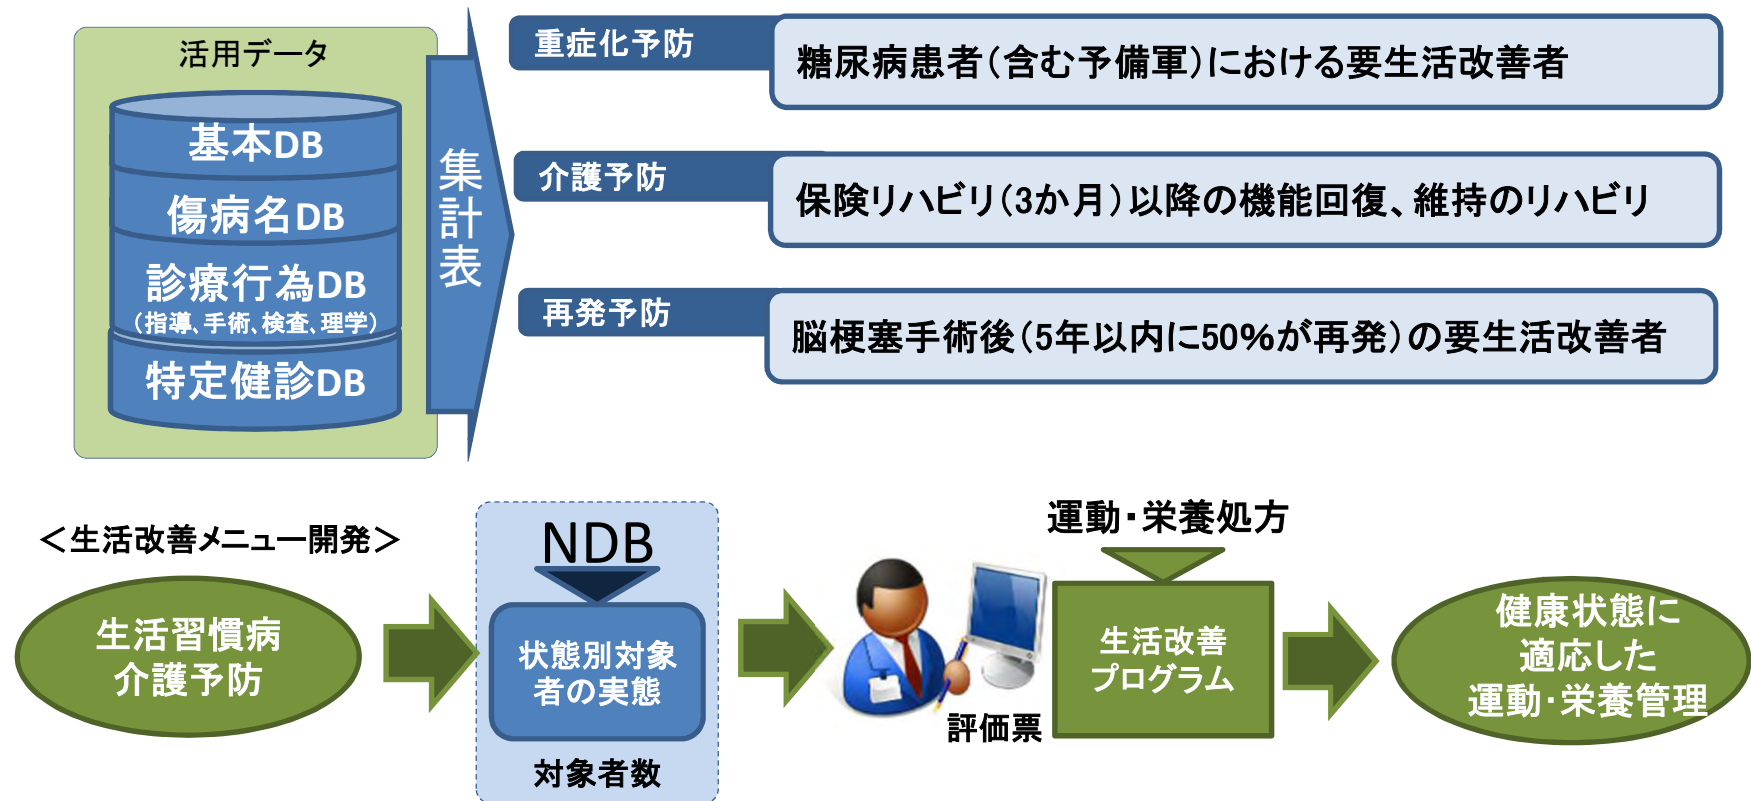 活用データ
基本DB
傷病名DB
診療行為DB
（指導、手術、検査、理学）
特定健診DB
集計表
重症化予防
糖尿病患者（含む予備軍）における要生活改善者
介護予防
保険リハビリ（3か月）以降の機能回復、維持のリハビリ
再発予防
脳梗塞手術後（5年以内に50％が再発）の要生活改善者
＜生活改善メニュー開発＞
生活習慣病
介護予防
NDB
状態別対象
者の実態
対象者数
評価票
運動・栄養処方
生活改善
プログラム
健康状態に
適応した
運動・栄養管理